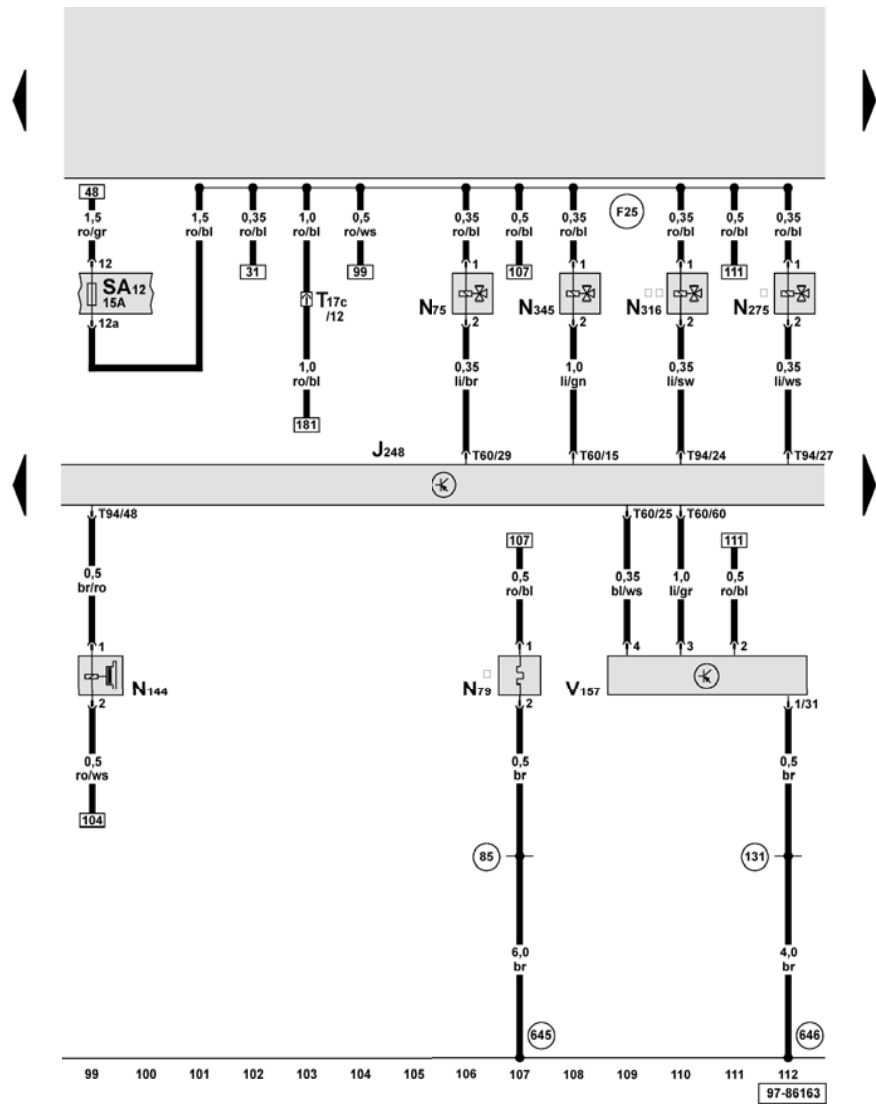 48
1,5 1,5 0,35 1,0 0,5 0,35 0,5 0,35 F25 0,35 0,5 0,35
ro/gr ro/bl ro/bl ro/bl ro/ws ro/bl ro/bl ro/bl ro/bl ro/bl ro/bl
12 31 99 1 107 1 1 111 1
SA12
15A
T17c
/12
N75 N345 N316 N275
12a 2 2 2 2
1,0 0,35 1,0 0,35 0,35
ro/bl li/br li/gn li/sw li/ws
181
J248 T60/29 T60/15 T94/24 T94/27
T94/48 T60/25 T60/60
107 111
0,5 0,5 0,35 1,0 0,5
br/ro ro/bl bl/ws li/gr ro/bl
1 1 4 3 2
N144 N79 V157
2 2 1/31
0,5 0,5 0,5
ro/ws br br
104
85 131
6,0 4,0
br br
645 646
99 100 101 102 103 104 105 106 107 108 109 110 111 112
97-86163